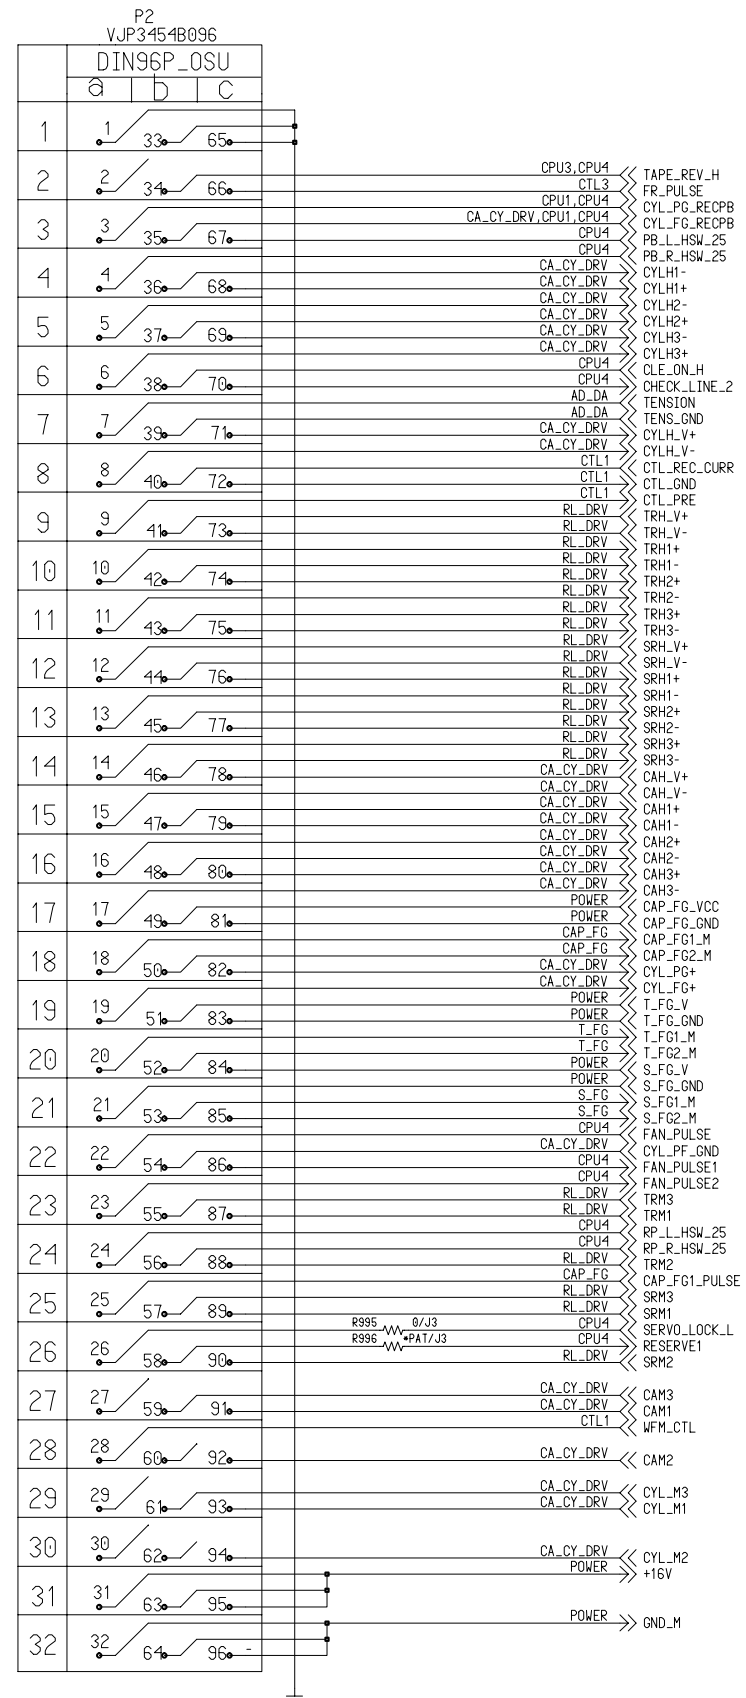 P2
VJP3454B096
DIN96P_OSU
a b c
1 1 33 65
2 2 34 66
3 3 35 67
4 4 36 68
5 5 37 69
6 6 38 70
7 7 39 71
8 8 40 72
9 9 41 73
10 10 42 74
11 11 43 75
12 12 44 76
13 13 45 77
14 14 46 78
15 15 47 79
16 16 48 80
17 17 49 81
18 18 50 82
19 19 51 83
20 20 52 84
21 21 53 85
22 22 54 86
23 23 55 87
24 24 56 88
25 25 57 89
26 26 58 90
27 27 59 91
28 28 60 92
29 29 61 93
30 30 62 94
31 31 63 95
32 32 64 96 -
CPU3,CPU4 TAPE_REV_H
CTL3 FR_PULSE
CPU1,CPU4 CYL_PG_RECPB
CA_CY_DRV,CPU1,CPU4 CYL_FG_RECPB
CPU4 PB_L_HSW_25
CPU4 PB_R_HSW_25
CA_CY_DRV CYLH1-
CA_CY_DRV CYLH1+
CA_CY_DRV CYLH2-
CA_CY_DRV CYLH2+
CA_CY_DRV CYLH3-
CA_CY_DRV CYLH3+
CPU4 CLE_ON_H
CPU4 CHECK_LINE_2
AD_DA TENSION
AD_DA TENS_GND
CA_CY_DRV CYLH_V+
CA_CY_DRV CYLH_V-
CTL1 CTL_REC_CURR
CTL1 CTL_GND
CTL1 CTL_PRE
RL_DRV TRH_V+
RL_DRV TRH_V-
RL_DRV TRH1+
RL_DRV TRH1-
RL_DRV TRH2+
RL_DRV TRH2-
RL_DRV TRH3+
RL_DRV TRH3-
RL_DRV SRH_V+
RL_DRV SRH_V-
RL_DRV SRH1+
RL_DRV SRH1-
RL_DRV SRH2+
RL_DRV SRH2-
RL_DRV SRH3+
RL_DRV SRH3-
CA_CY_DRV CAH_V+
CA_CY_DRV CAH_V-
CA_CY_DRV CAH1+
CA_CY_DRV CAH1-
CA_CY_DRV CAH2+
CA_CY_DRV CAH2-
CA_CY_DRV CAH3+
CA_CY_DRV CAH3-
POWER CAP_FG_VCC
POWER CAP_FG_GND
CAP_FG CAP_FG1_M
CAP_FG CAP_FG2_M
CA_CY_DRV CYL_PG+
CA_CY_DRV CYL_FG+
POWER T_FG_V
POWER T_FG_GND
T_FG T_FG1_M
T_FG T_FG2_M
POWER S_FG_V
POWER S_FG_GND
S_FG S_FG1_M
S_FG S_FG2_M
CPU4 FAN_PULSE
CA_CY_DRV CYL_PF_GND
CPU4 FAN_PULSE1
CPU4 FAN_PULSE2
RL_DRV TRM3
RL_DRV TRM1
CPU4 RP_L_HSW_25
CPU4 RP_R_HSW_25
RL_DRV TRM2
CAP_FG CAP_FG1_PULSE
RL_DRV SRM3
RL_DRV SRM1
R995 0/J3 CPU4 SERVO_LOCK_L
R996 *PAT/J3 CPU4 RESERVE1
RL_DRV SRM2
CA_CY_DRV CAM3
CA_CY_DRV CAM1
CTL1 WFM_CTL
CA_CY_DRV CAM2
CA_CY_DRV CYL_M3
CA_CY_DRV CYL_M1
CA_CY_DRV CYL_M2
POWER +16V
POWER GND_M